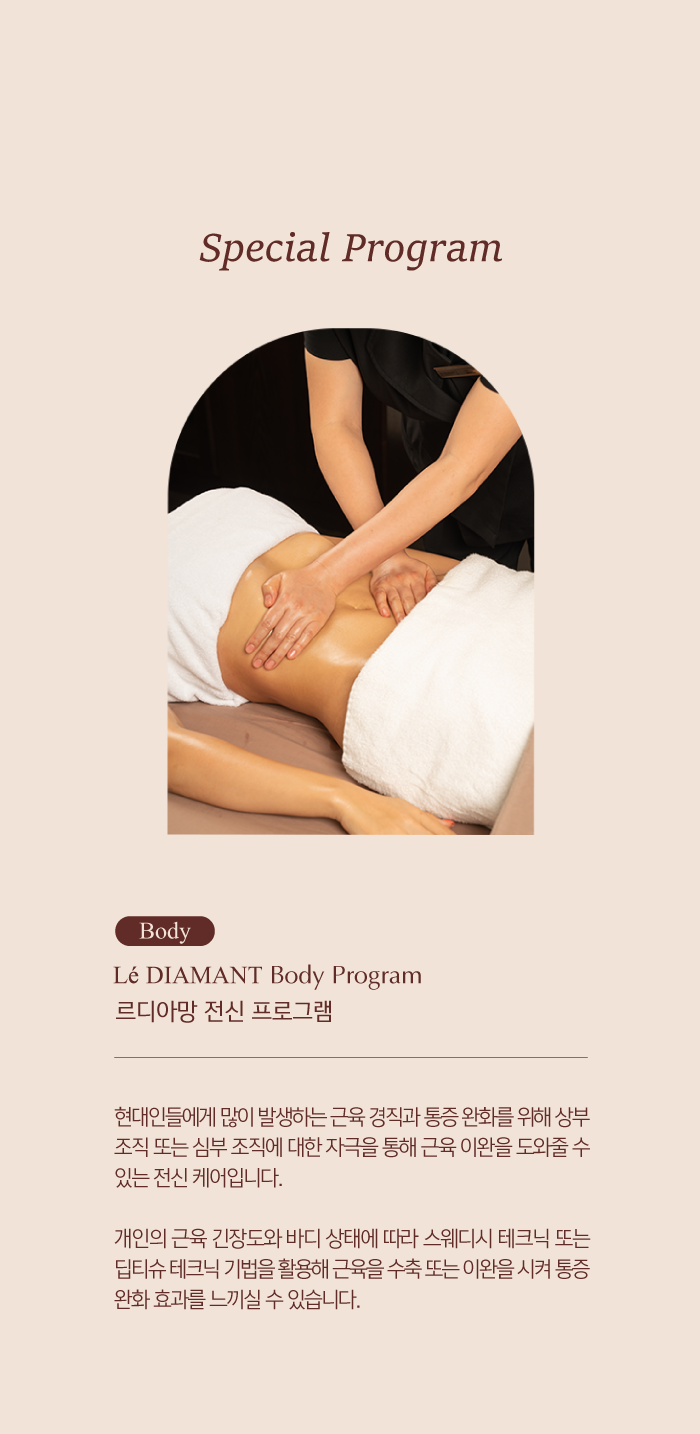 Special Program
Body
Lé DIAMANT Body Program
르디아망 전신 프로그램
현대인들에게 많이 발생하는 근육 경직과 통증 완화를 위해 상부
조직 또는 심부 조직에 대한 자극을 통해 근육 이완을 도와줄 수
있는 전신 케어입니다.
개인의 근육 긴장도와 바디 상태에 따라 스웨디시 테크닉 또는
딥티슈 테크닉 기법을 활용해 근육을 수축 또는 이완을 시켜 통증
완화 효과를 느끼실 수 있습니다.